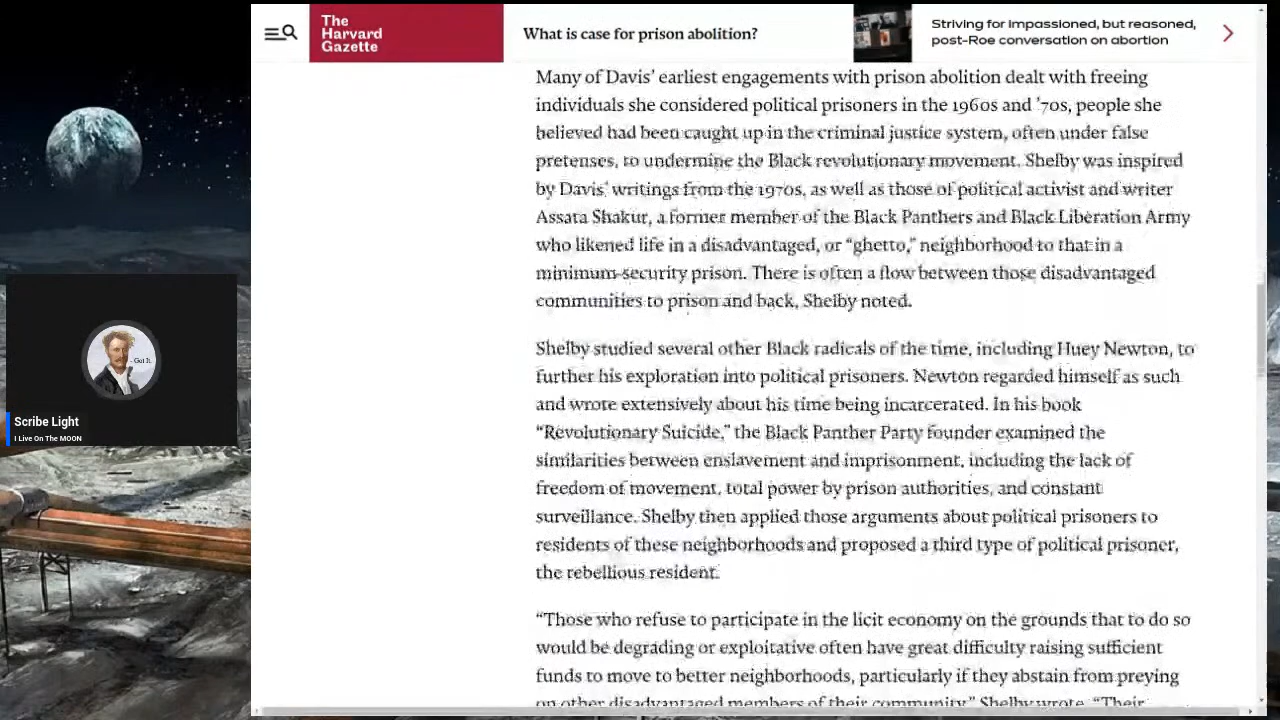 The
Harvard
Gazette
What is case for prison abolition?
Striving for impassioned, but reasoned,
post-Roe conversation on abortion
Many of Davis’ earliest engagements with prison abolition dealt with freeing
individuals she considered political prisoners in the 1960s and ’70s, people she
believed had been caught up in the criminal justice system, often under false
pretenses, to undermine the Black revolutionary movement. Shelby was inspired
by Davis’ writings from the 1970s, as well as those of political activist and writer
Assata Shakur, a former member of the Black Panthers and Black Liberation Army
who likened life in a disadvantaged, or “ghetto,” neighborhood to that in a
minimum-security prison. There is often a flow between those disadvantaged
communities to prison and back, Shelby noted.
Shelby studied several other Black radicals of the time, including Huey Newton, to
further his exploration into political prisoners. Newton regarded himself as such
and wrote extensively about his time being incarcerated. In his book
“Revolutionary Suicide,” the Black Panther Party founder examined the
similarities between enslavement and imprisonment, including the lack of
freedom of movement, total power by prison authorities, and constant
surveillance. Shelby then applied those arguments about political prisoners to
residents of these neighborhoods and proposed a third type of political prisoner,
the rebellious resident.
“Those who refuse to participate in the licit economy on the grounds that to do so
would be degrading or exploitative often have great difficulty raising sufficient
funds to move to better neighborhoods, particularly if they abstain from preying
on other disadvantaged members of their community,” Shelby wrote. “Their
- Got It.
Scribe Light
I Live On The MOON